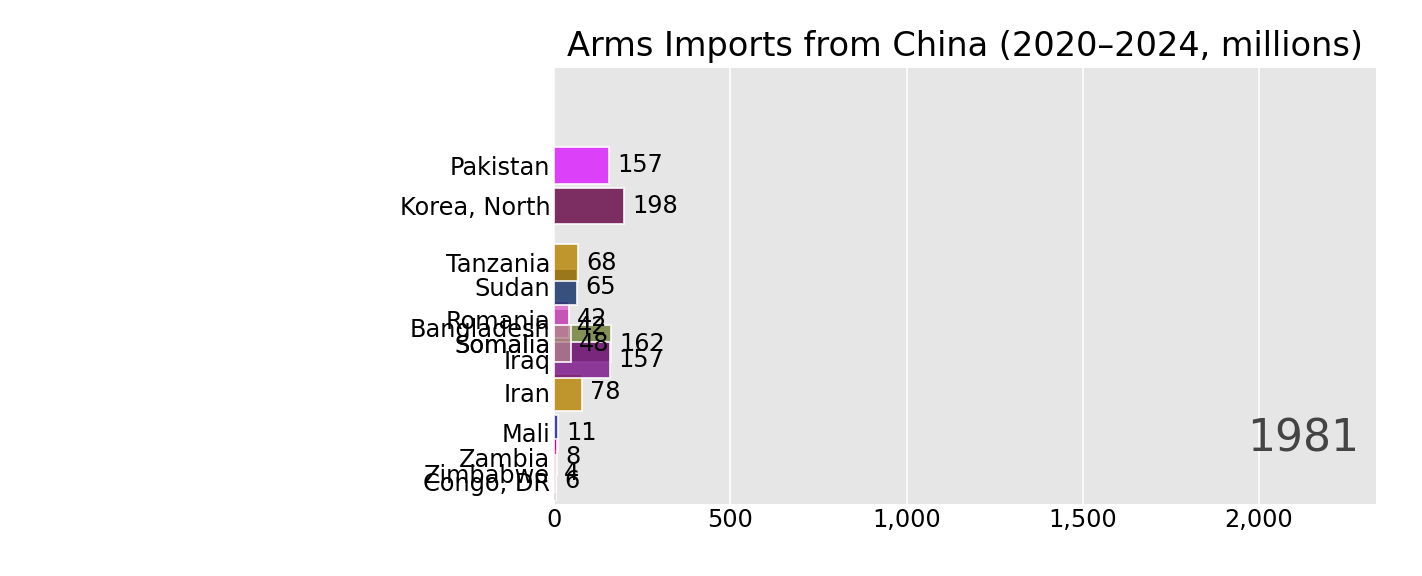 Arms Imports from China (2020–2024, millions)
Pakistan 157
Korea, North 198
Tanzania 68
Sudan 65
Romania 42
Bangladesh 42
Somalia 48 162
Iraq 157
Iran 78
Mali 11
1981
Zambia 8
Zimbabwe 4
Congo, DR 6
0 500 1,000 1,500 2,000